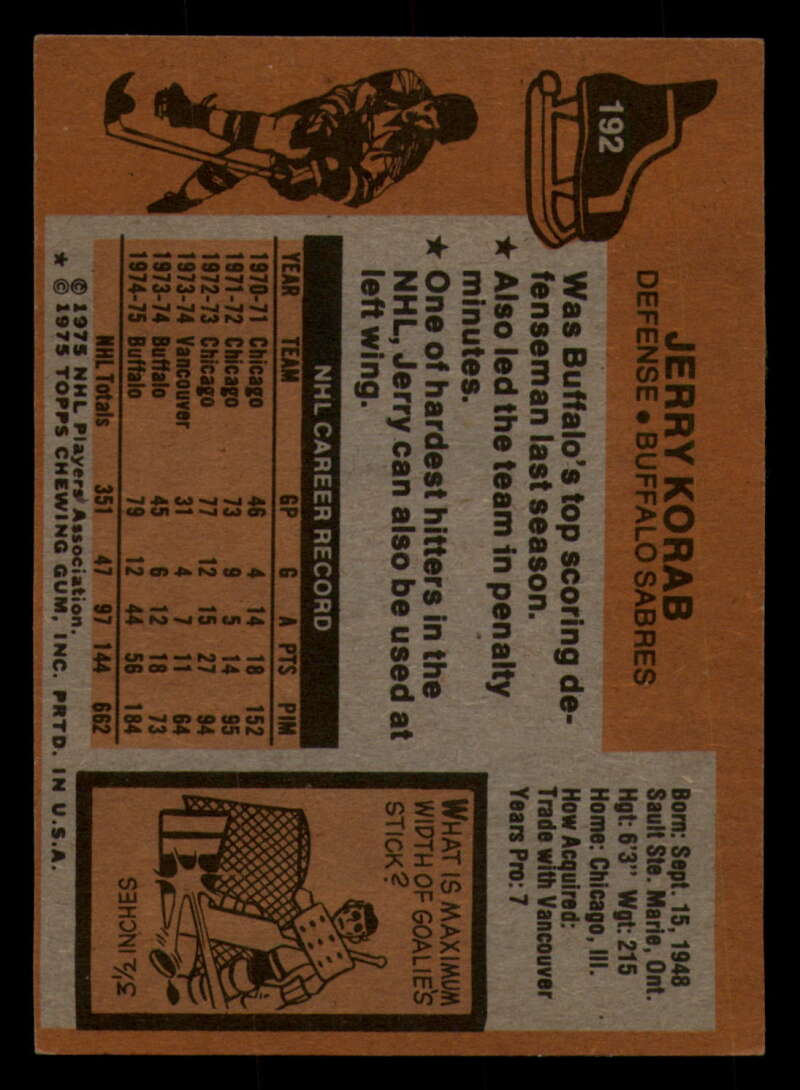 192
JERRY KORAB
DEFENSE • BUFFALO SABRES
Was Buffalo's top scoring de-
fenseman last season.
★ Also led the team in penalty
minutes.
★ One of hardest hitters in the
NHL, Jerry can also be used at
left wing.
Born: Sept. 15, 1948
Sault Ste. Marie, Ont.
Hgt: 6'3" Wgt: 215
Home: Chicago, Ill.
How Acquired:
Trade with Vancouver
Years Pro: 7
NHL CAREER RECORD
YEAR TEAM GP G A PTS PIM
1970-71 Chicago 46 4 14 18 152
1971-72 Chicago 73 9 5 14 95
1972-73 Chicago 77 12 15 27 94
1973-74 Vancouver 31 4 7 11 64
1973-74 Buffalo 45 6 12 18 73
1974-75 Buffalo 79 12 44 56 184
NHL Totals 351 47 97 144 662
WHAT IS MAXIMUM
WIDTH OF GOALIE'S
STICK?
3½ INCHES
© 1975 NHL Players' Association.
★ © 1975 TOPPS CHEWING GUM, INC. PRTD. IN U.S.A.